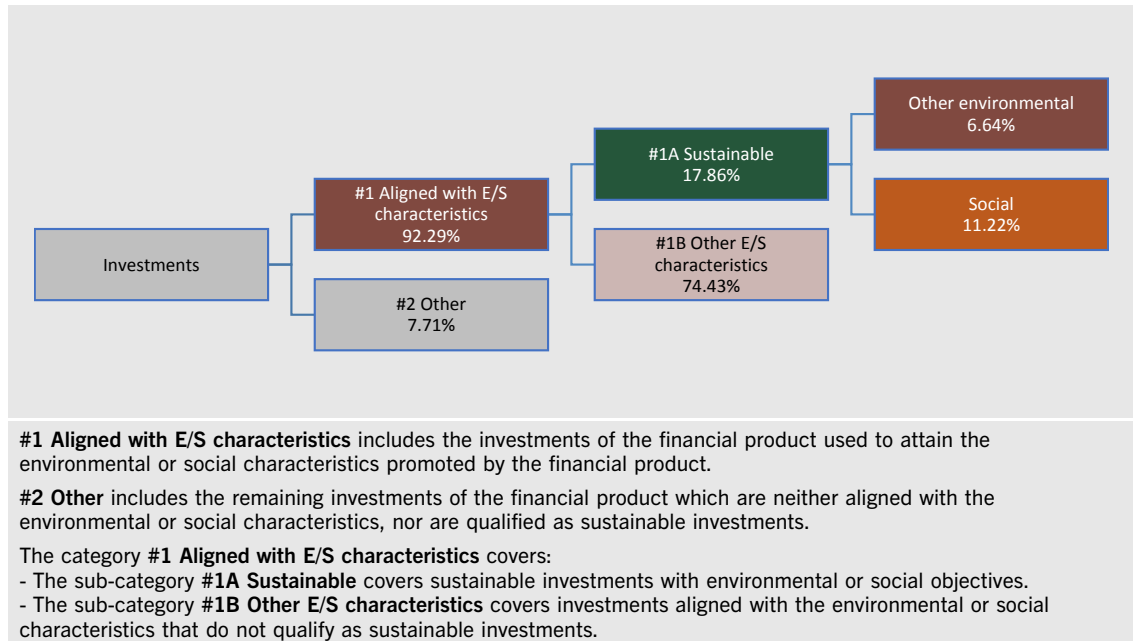 Investments
#1 Aligned with E/S
characteristics
92.29%
#2 Other
7.71%
#1A Sustainable
17.86%
#1B Other E/S
characteristics
74.43%
Other environmental
6.64%
Social
11.22%
#1 Aligned with E/S characteristics includes the investments of the financial product used to attain the
environmental or social characteristics promoted by the financial product.
#2 Other includes the remaining investments of the financial product which are neither aligned with the
environmental or social characteristics, nor are qualified as sustainable investments.
The category #1 Aligned with E/S characteristics covers:
- The sub-category #1A Sustainable covers sustainable investments with environmental or social objectives.
- The sub-category #1B Other E/S characteristics covers investments aligned with the environmental or social
characteristics that do not qualify as sustainable investments.